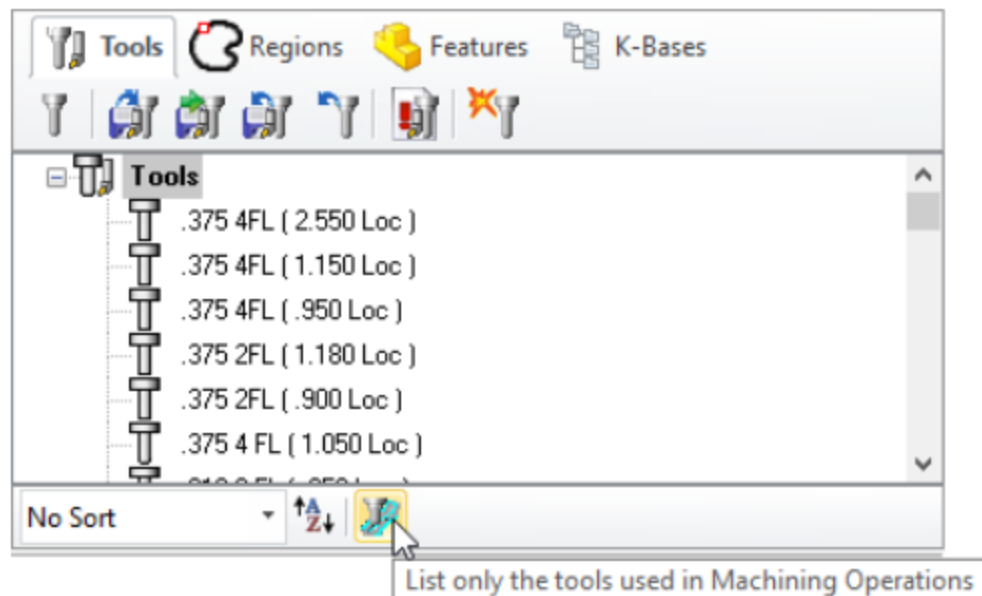 Tools Regions Features K-Bases
Tools
.375 4FL ( 2.550 Loc )
.375 4FL ( 1.150 Loc )
.375 4FL ( .950 Loc )
.375 2FL ( 1.180 Loc )
.375 2FL ( .900 Loc )
.375 4 FL ( 1.050 Loc )
No Sort
List only the tools used in Machining Operations